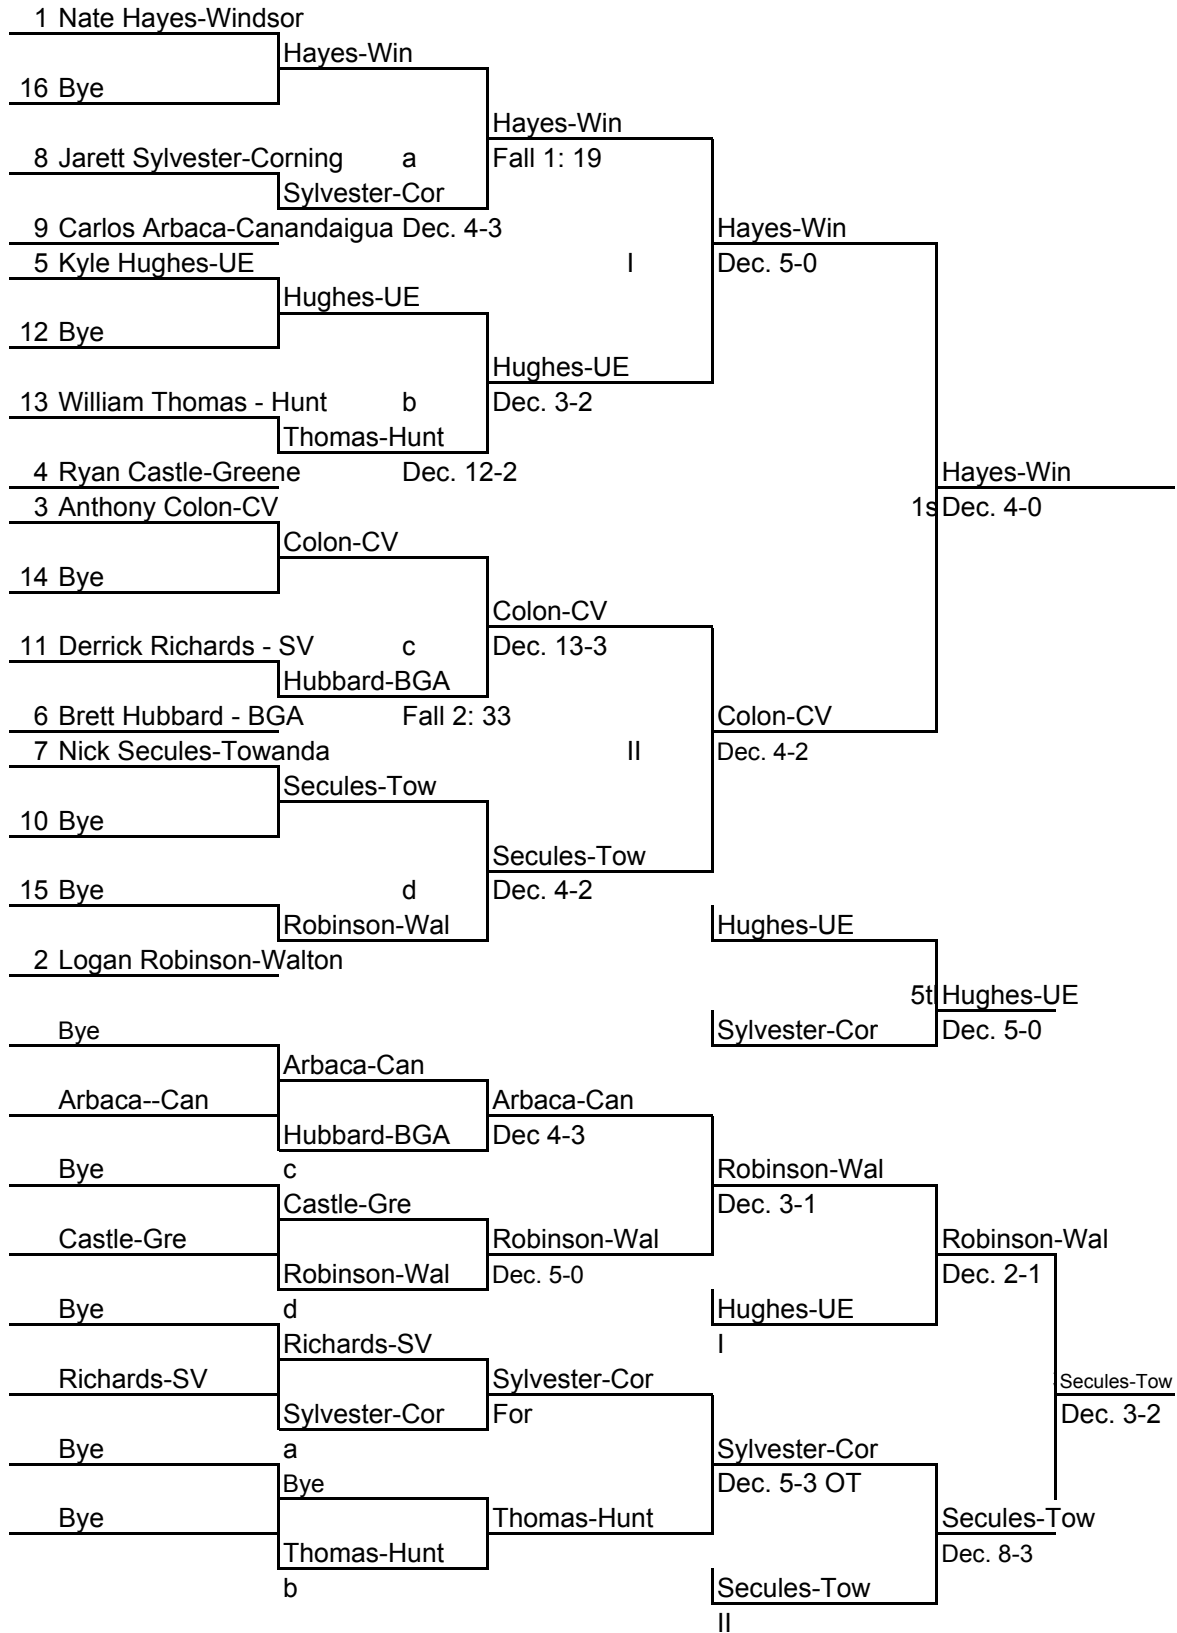 1 Nate Hayes-Windsor
Hayes-Win
16 Bye
Hayes-Win
8 Jarett Sylvester-Corning a Fall 1: 19
Sylvester-Cor
9 Carlos Arbaca-Canandaigua Dec. 4-3 Hayes-Win
5 Kyle Hughes-UE I Dec. 5-0
Hughes-UE
12 Bye
Hughes-UE
13 William Thomas - Hunt b Dec. 3-2
Thomas-Hunt
4 Ryan Castle-Greene Dec. 12-2 Hayes-Win
3 Anthony Colon-CV 1s Dec. 4-0
Colon-CV
14 Bye
Colon-CV
11 Derrick Richards - SV c Dec. 13-3
Hubbard-BGA
6 Brett Hubbard - BGA Fall 2: 33 Colon-CV
7 Nick Secules-Towanda II Dec. 4-2
Secules-Tow
10 Bye
Secules-Tow
15 Bye d Dec. 4-2
Robinson-Wal Hughes-UE
2 Logan Robinson-Walton
5t Hughes-UE
Bye Sylvester-Cor Dec. 5-0
Arbaca-Can
Arbaca--Can Arbaca-Can
Hubbard-BGA Dec 4-3
Bye c Robinson-Wal
Castle-Gre Dec. 3-1
Castle-Gre Robinson-Wal Robinson-Wal
Robinson-Wal Dec. 5-0 Dec. 2-1
Bye d Hughes-UE
Richards-SV I
Richards-SV Sylvester-Cor Secules-Tow
Sylvester-Cor For Dec. 3-2
Bye a Sylvester-Cor
Bye Dec. 5-3 OT
Bye Thomas-Hunt Secules-Tow
Thomas-Hunt Dec. 8-3
b Secules-Tow
II